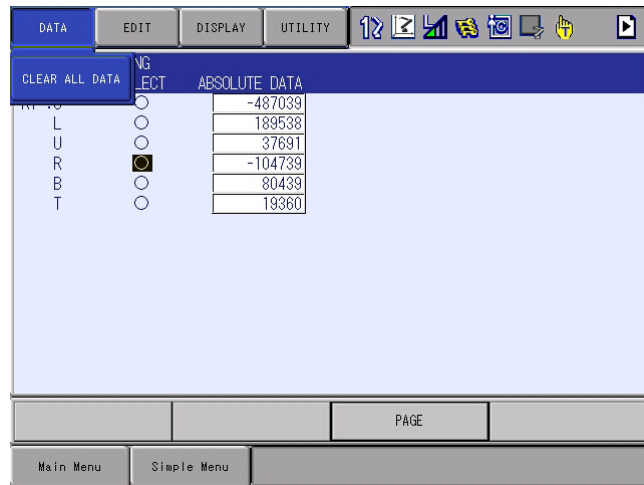 DATA EDIT DISPLAY UTILITY
CLEAR ALL DATA
NG
LECT ABSOLUTE DATA
-487039
L 189538
U 37691
R -104739
B 80439
T 19360
PAGE
Main Menu Simple Menu